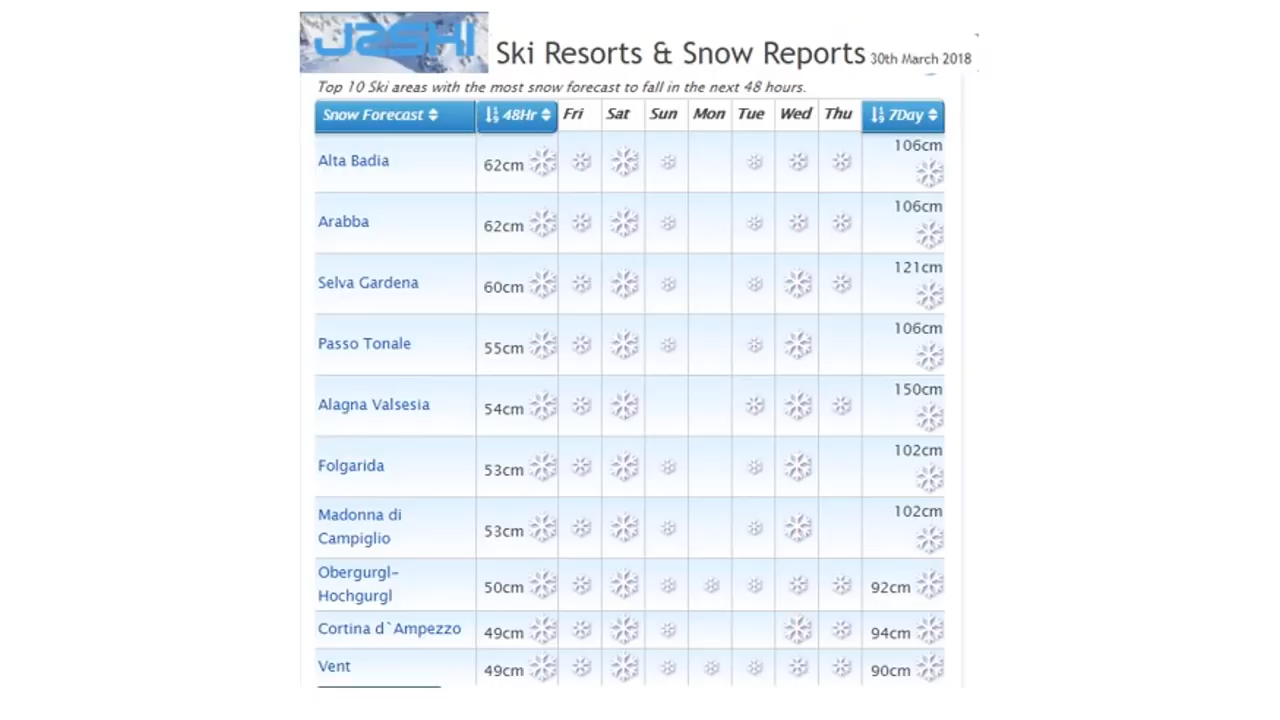 J2SKI
Ski Resorts & Snow Reports 30th March 2018
Top 10 Ski areas with the most snow forecast to fall in the next 48 hours.
Snow Forecast 48Hr Fri Sat Sun Mon Tue Wed Thu 7Day
Alta Badia 62cm 106cm
Arabba 62cm 106cm
Selva Gardena 60cm 121cm
Passo Tonale 55cm 106cm
Alagna Valsesia 54cm 150cm
Folgarida 53cm 102cm
Madonna di
Campiglio 53cm 102cm
Obergurgl-
Hochgurgl 50cm 92cm
Cortina d`Ampezzo 49cm 94cm
Vent 49cm 90cm